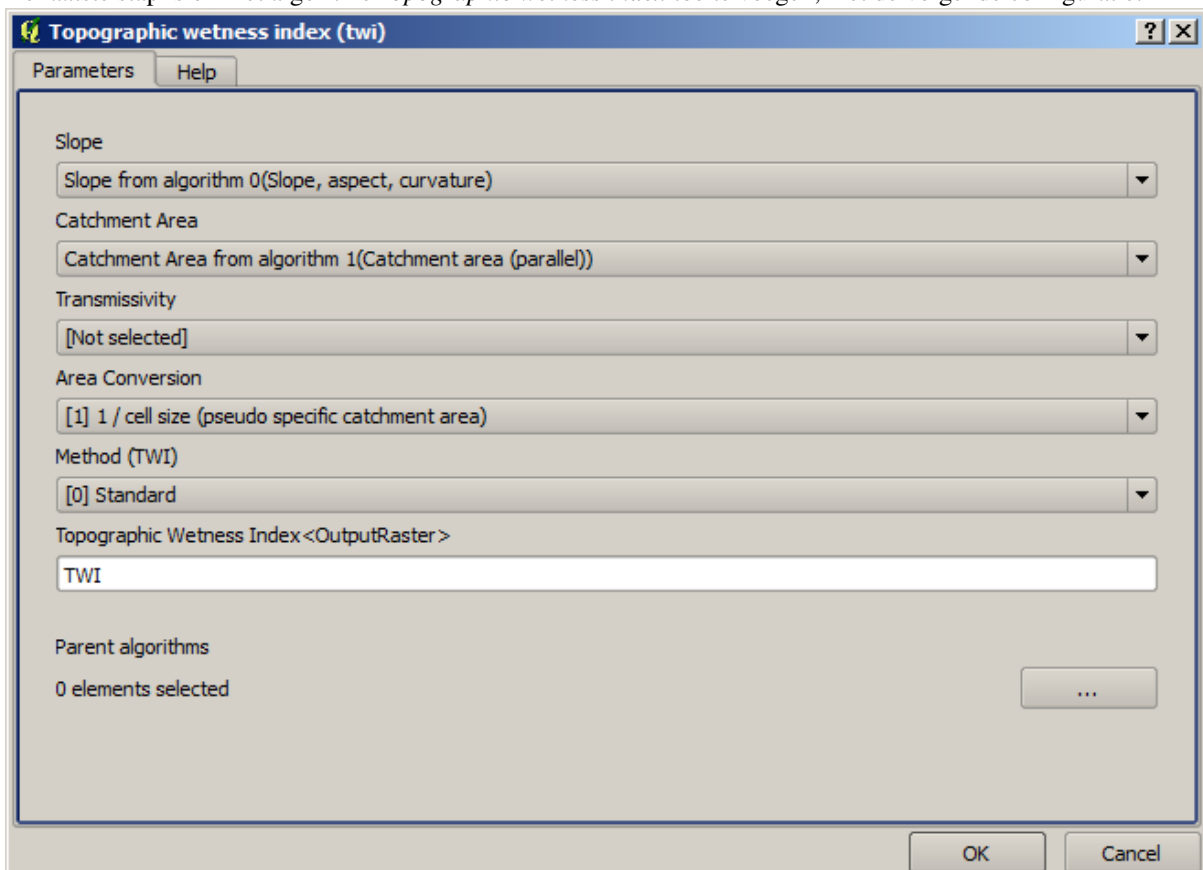 Topographic wetness index (twi)
Parameters
Help
Slope
Slope from algorithm 0(Slope, aspect, curvature)
Catchment Area
Catchment Area from algorithm 1(Catchment area (parallel))
Transmissivity
[Not selected]
Area Conversion
[1] 1 / cell size (pseudo specific catchment area)
Method (TWI)
[0] Standard
Topographic Wetness Index<OutputRaster>
TWI
Parent algorithms
0 elements selected
...
OK
Cancel